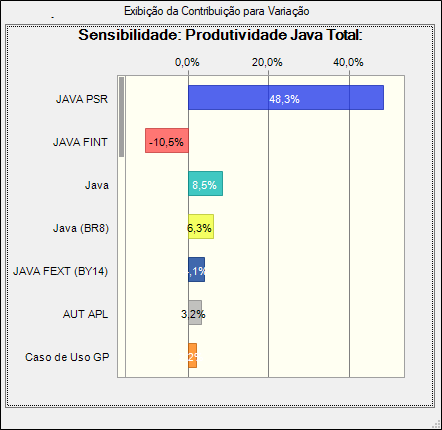 Exibição da Contribuição para Variação
Sensibilidade: Produtividade Java Total:
0,0% 20,0% 40,0%
JAVA PSR 48,3%
JAVA FINT -10,5%
Java 8,5%
Java (BR8) 6,3%
JAVA FEXT (BY14)
AUT APL 3,2%
Caso de Uso GP